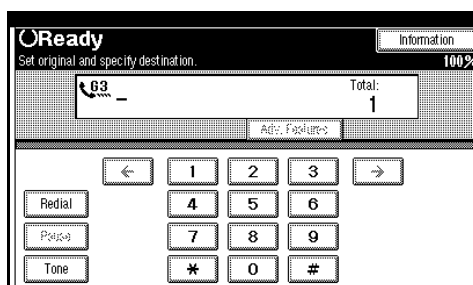 Ready
Information
Set original and specify destination.
100%
G3
Total:
1
Adv. Features
1 2 3
Redial 4 5 6
Pause 7 8 9
Tone * 0 #